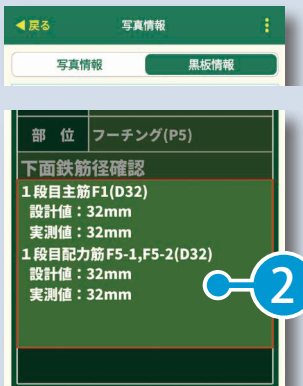 戻る 写真情報
写真情報 黒板情報
部 位 フーチング(P5)
下面鉄筋径確認
1段目主筋F1(D32)
設計値：32mm
実測値：32mm
1段目配力筋F5-1,F5-2(D32)
設計値：32mm
実測値：32mm
2